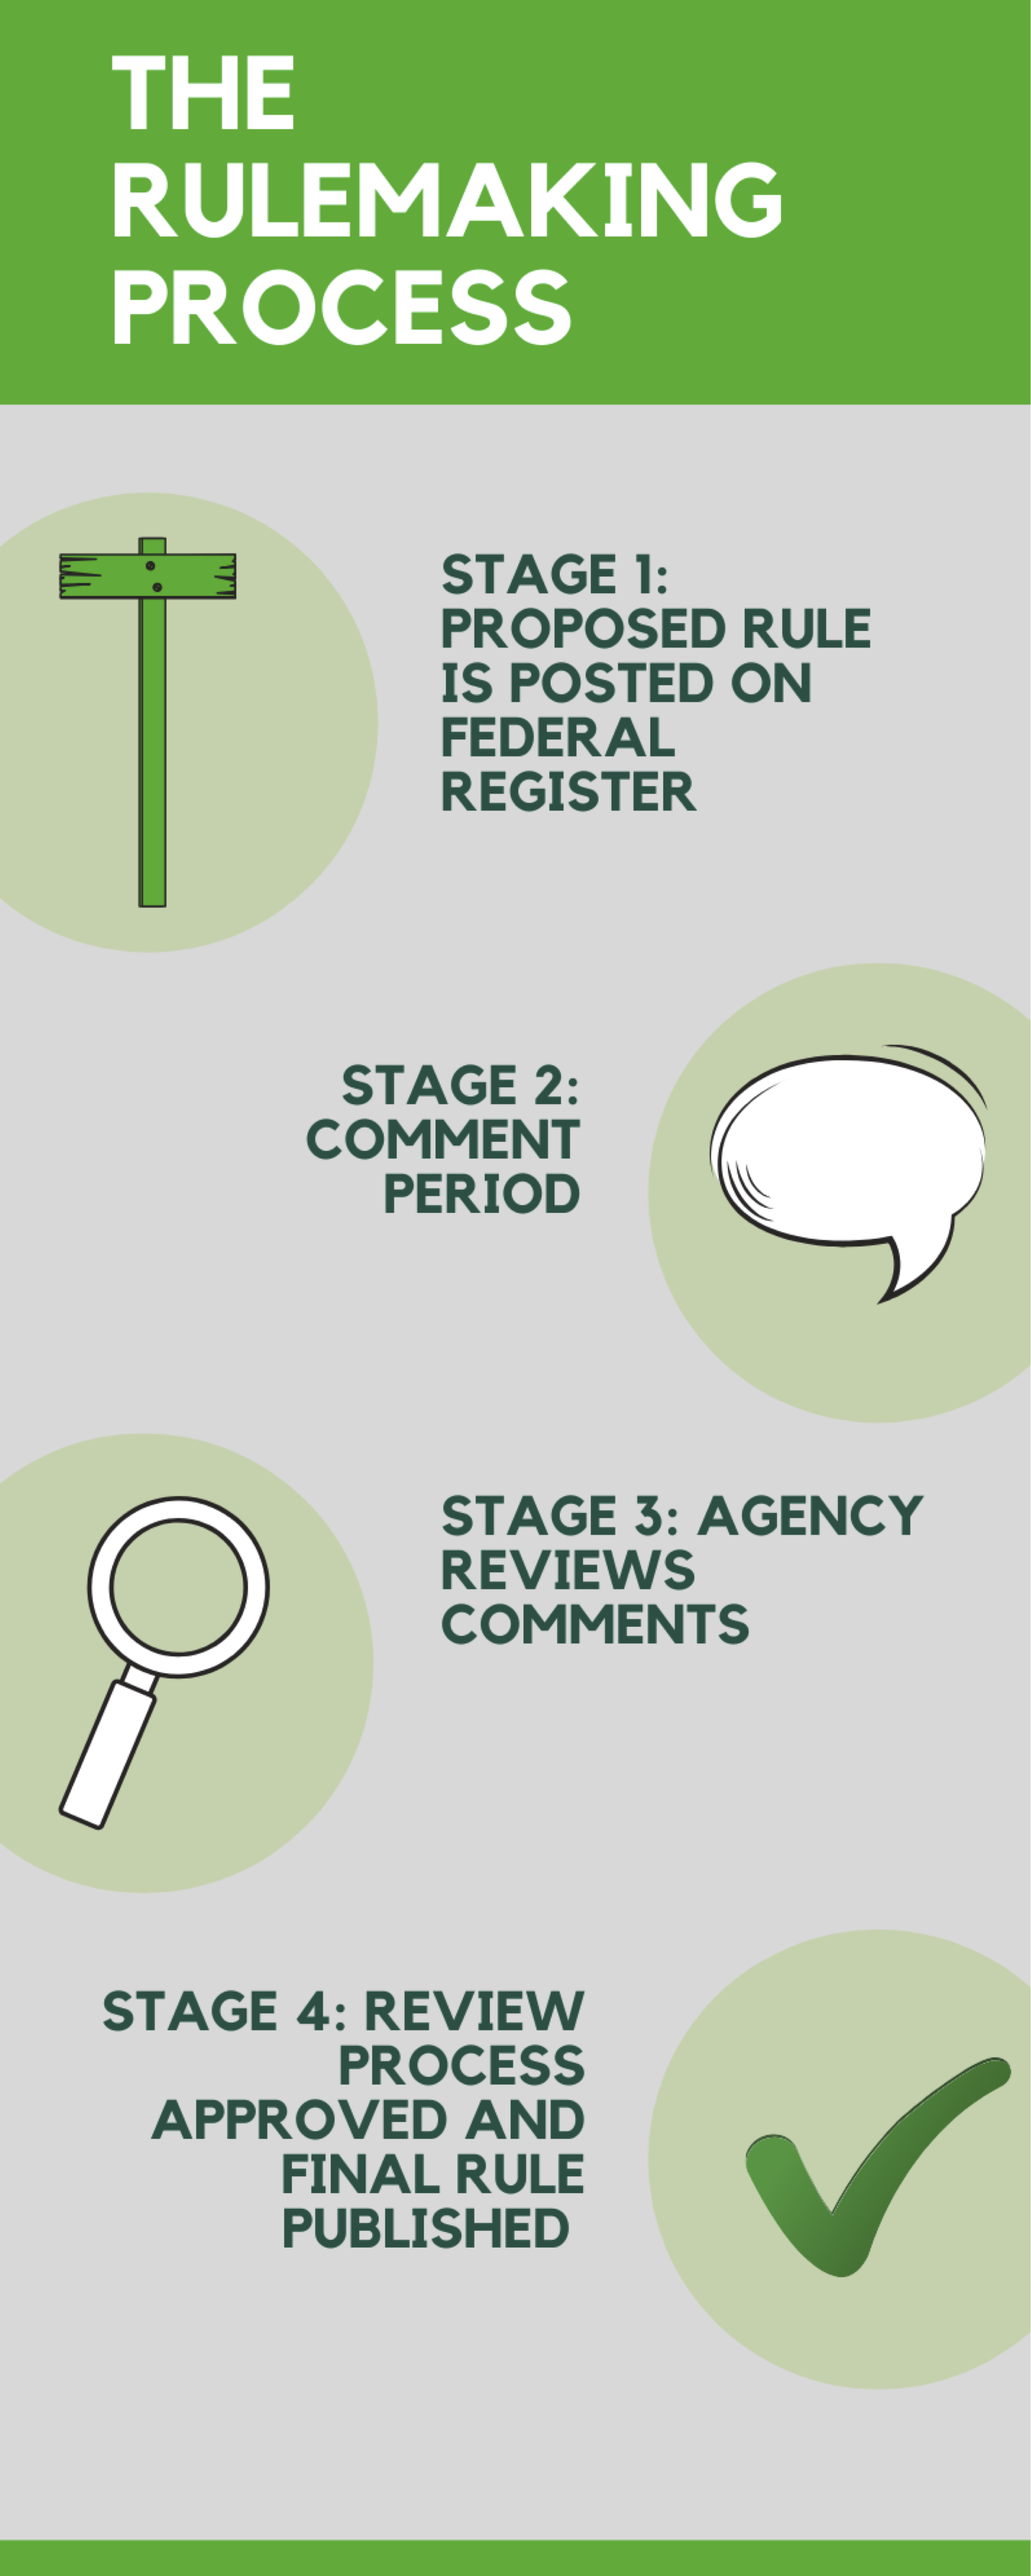 THE
RULEMAKING
PROCESS
STAGE 1:
PROPOSED RULE
IS POSTED ON
FEDERAL
REGISTER
STAGE 2:
COMMENT
PERIOD
STAGE 3: AGENCY
REVIEWS
COMMENTS
STAGE 4: REVIEW
PROCESS
APPROVED AND
FINAL RULE
PUBLISHED